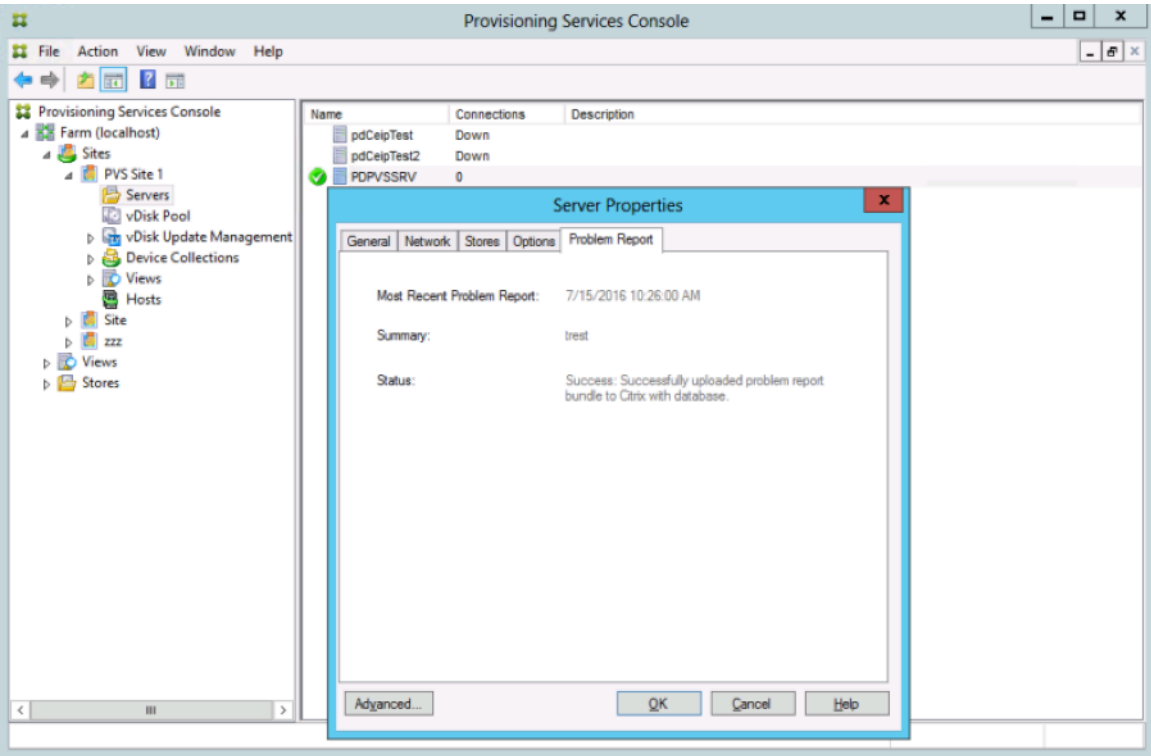 Provisioning Services Console
File Action View Window Help
Provisioning Services Console
Farm (localhost)
Sites
PVS Site 1
Servers
vDisk Pool
vDisk Update Management
Device Collections
Views
Hosts
Site
zzz
Views
Stores
Name Connections Description
pdCeipTest Down
pdCeipTest2 Down
PDPVSSRV 0
Server Properties
General Network Stores Options Problem Report
Most Recent Problem Report: 7/15/2016 10:26:00 AM
Summary: trest
Status: Success: Successfully uploaded problem report
bundle to Citrix with database.
Advanced... OK Cancel Help